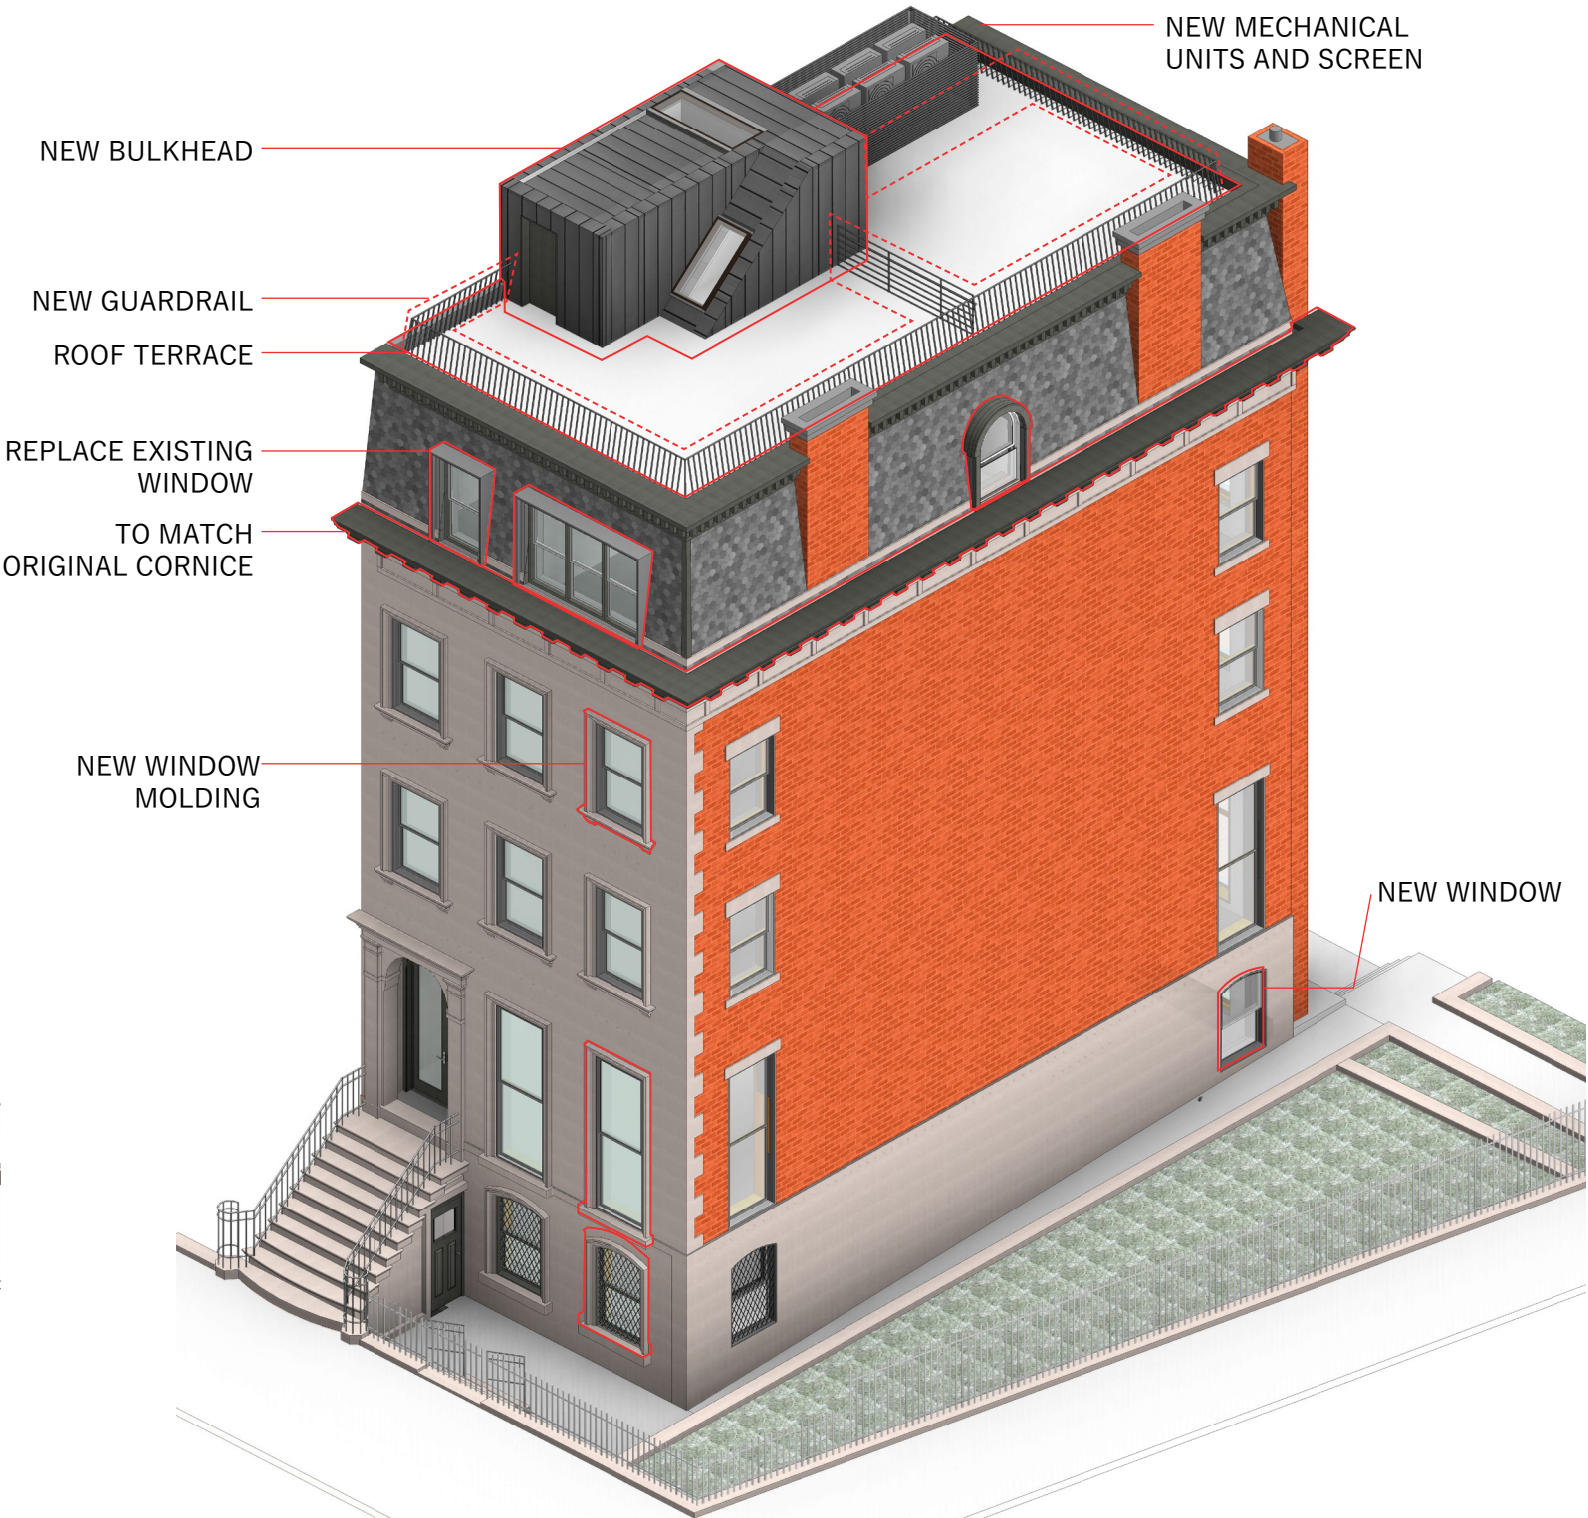 NEW MECHANICAL
UNITS AND SCREEN
NEW BULKHEAD
NEW GUARDRAIL
ROOF TERRACE
REPLACE EXISTING
WINDOW
TO MATCH
ORIGINAL CORNICE
NEW WINDOW
MOLDING
NEW WINDOW